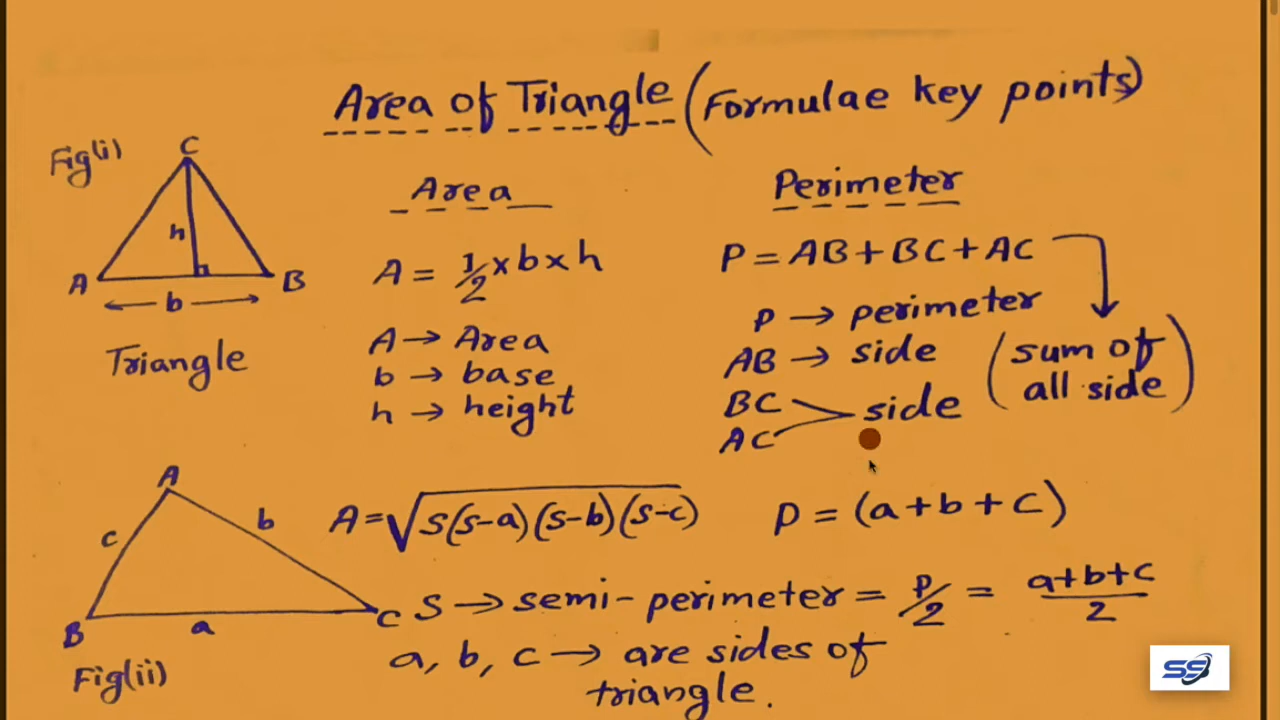 Area of Triangle (Formulae key points)
Fig(i)
C
h
A
B
b
Triangle
Area
A = 1/2 × b × h
A → Area
b → base
h → height
Perimeter
P = AB + BC + AC
P → perimeter
AB → side
BC
AC
side
(sum of
all side)
A
c
b
B
a
C
Fig(ii)
A = √s(s-a)(s-b)(s-c)
P = (a+b+c)
S → semi-perimeter = P/2 = a+b+c/2
a, b, c → are sides of
triangle.
S9